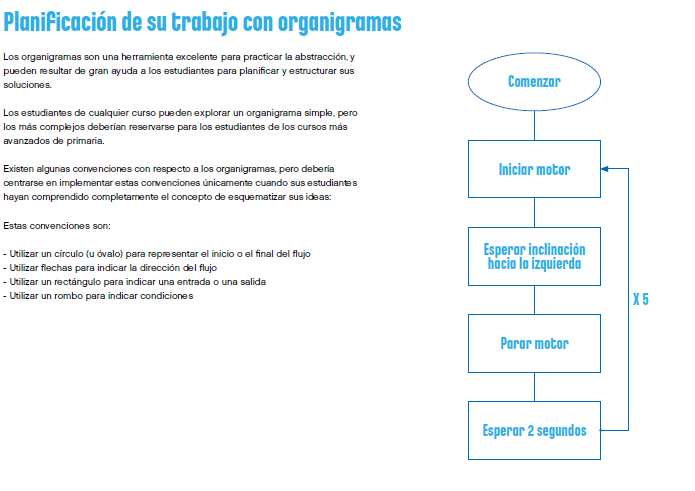 Planificación de su trabajo con organigramas
Los organigramas son una herramienta excelente para practicar la abstracción, y
pueden resultar de gran ayuda a los estudiantes para planificar y estructurar sus
soluciones.
Los estudiantes de cualquier curso pueden explorar un organigrama simple, pero
los más complejos deberían reservarse para los estudiantes de los cursos más
avanzados de primaria.
Existen algunas convenciones con respecto a los organigramas, pero debería
centrarse en implementar estas convenciones únicamente cuando sus estudiantes
hayan comprendido completamente el concepto de esquematizar sus ideas:
Estas convenciones son:
- Utilizar un círculo (u óvalo) para representar el inicio o el final del flujo
- Utilizar flechas para indicar la dirección del flujo
- Utilizar un rectángulo para indicar una entrada o una salida
- Utilizar un rombo para indicar condiciones
Comenzar
Iniciar motor
Esperar inclinación
hacia la izquierda
Parar motor
Esperar 2 segundos
X 5